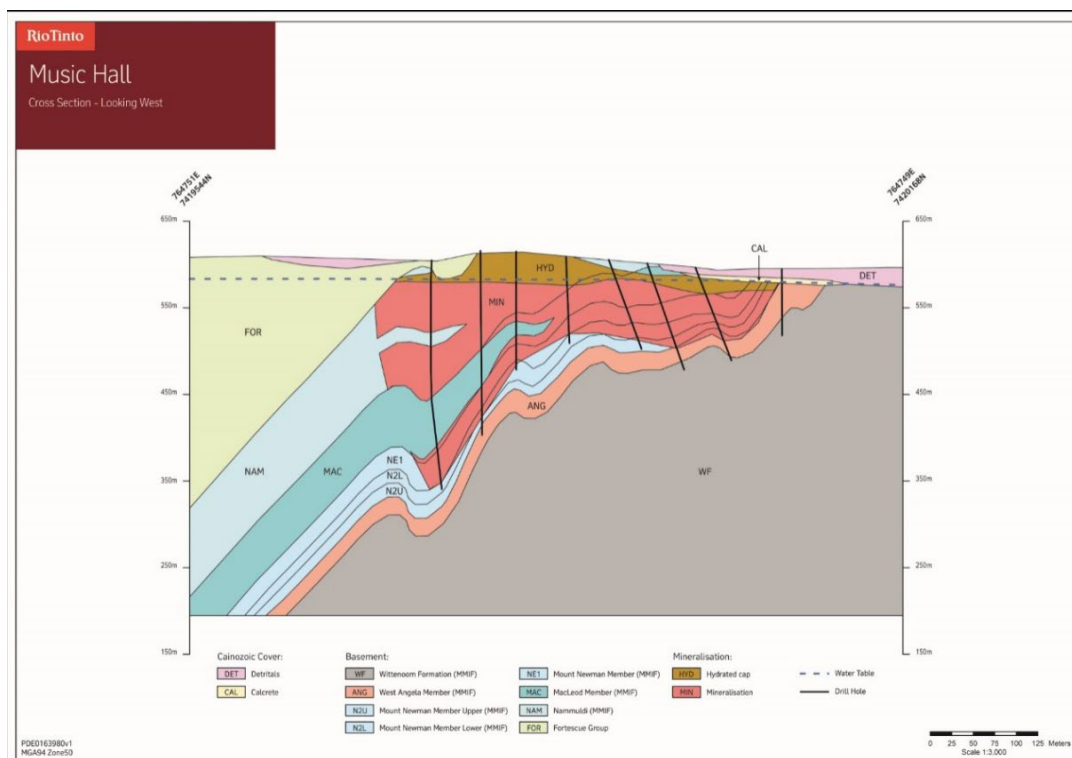 RioTinto
Music Hall
Cross Section - Looking West
764751E
7419544N
764749E
7420168N
650m
650m
CAL
HYD
DET
MIN
550m
550m
FOR
450m
450m
ANG
NE1
NAM
MAC
N2L
WF
350m
350m
N2U
250m
250m
150m
150m
Cainozoic Cover:
DET Detritals
CAL Calcrete
Basement:
WF Wittenoom Formation (MMIF)
ANG West Angela Member (MMIF)
N2U Mount Newman Member Upper (MMIF)
N2L Mount Newman Member Lower (MMIF)
NE1 Mount Newman Member (MMIF)
MAC MacLeod Member (MMIF)
NAM Nammuldi (MMIF)
FOR Fortescue Group
Mineralisation:
HYD Hydrated cap
MIN Mineralisation
Water Table
Drill Hole
PDE0163980v1
MGA94 Zone50
0 25 50 75 100 125 Meters
Scale 1:3,000